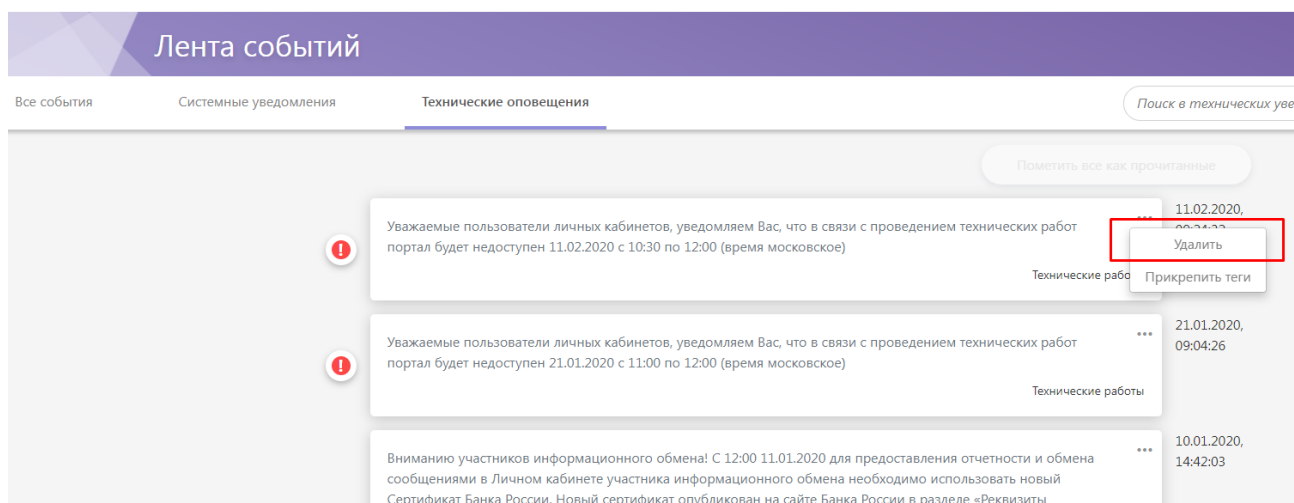 Лента событий
Все события
Системные уведомления
Технические оповещения
Поиск в технических
Пометить все как прочитанные
Уважаемые пользователи личных кабинетов, уведомляем Вас, что в связи с проведением технических работ
портал будет недоступен 11.02.2020 с 10:30 по 12:00 (время московское)
Технические
11.02.2020,
Удалить
Прикрепить теги
Уважаемые пользователи личных кабинетов, уведомляем Вас, что в связи с проведением технических работ
портал будет недоступен 21.01.2020 с 11:00 по 12:00 (время московское)
Технические работы
21.01.2020,
09:04:26
Вниманию участников информационного обмена! С 12:00 11.01.2020 для предоставления отчетности и обмена
сообщениями в Личном кабинете участника информационного обмена необходимо использовать новый
Сертификат Банка России. Новый сертификат опубликован на сайте Банка России в разделе «Реквизиты
10.01.2020,
14:42:03